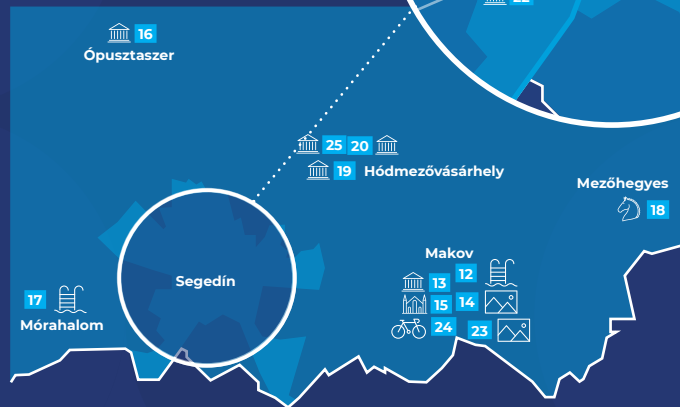 16
Ópusztaszer
25 20
19 Hódmezővásárhely
Mezőhegyes
18
Makov
12
13
15 14
24 23
Segedín
17
Mórahalom